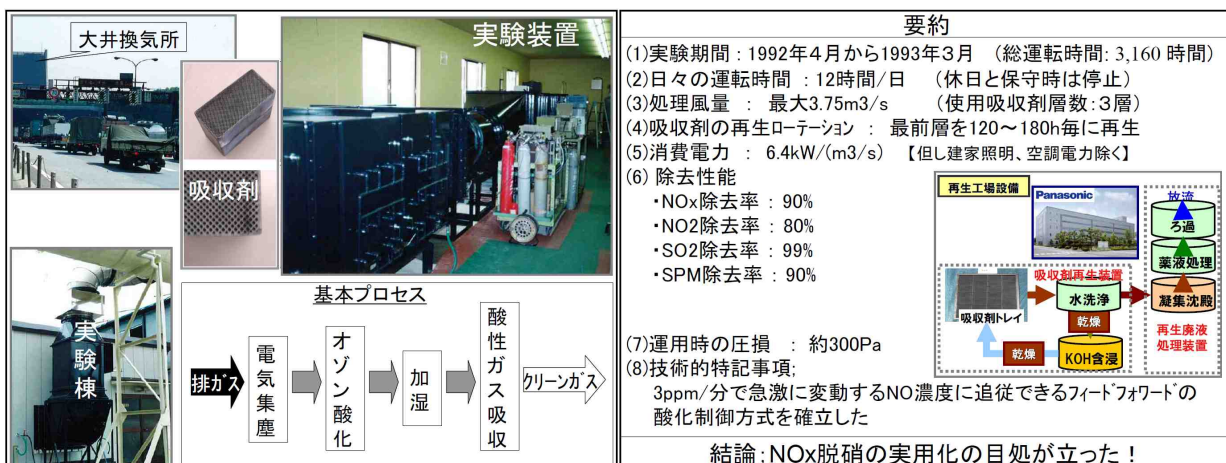 大井換気所
実験装置
吸収剤
実験棟
基本プロセス
排ガス
電気集塵
オゾン酸化
加湿
酸性ガス吸収
クリーンガス
要約
(1)実験期間：1992年4月から1993年3月　(総運転時間: 3,160 時間)
(2)日々の運転時間 ：12時間/日　(休日と保守時は停止)
(3)処理風量 ： 最大3.75m3/s　(使用吸収剤層数：3層)
(4)吸収剤の再生ローテーション ： 最前層を120～180h毎に再生
(5)消費電力 ： 6.4kW/(m3/s) 【但し建家照明、空調電力除く】
(6) 除去性能
・NOx除去率 ： 90%
・NO2除去率 ： 80%
・SO2除去率 ： 99%
・SPM除去率 ： 90%
再生工場設備
Panasonic
放流
ろ過
薬液処理
凝集沈殿
再生廃液
処理装置
吸収剤再生装置
吸収剤トレイ
水洗浄
乾燥
KOH含浸
乾燥
(7)運用時の圧損 ： 約300Pa
(8)技術的特記事項;
3ppm/分で急激に変動するNO濃度に追従できるフィードフォワードの
酸化制御方式を確立した
結論：NOx脱硝の実用化の目処が立った！